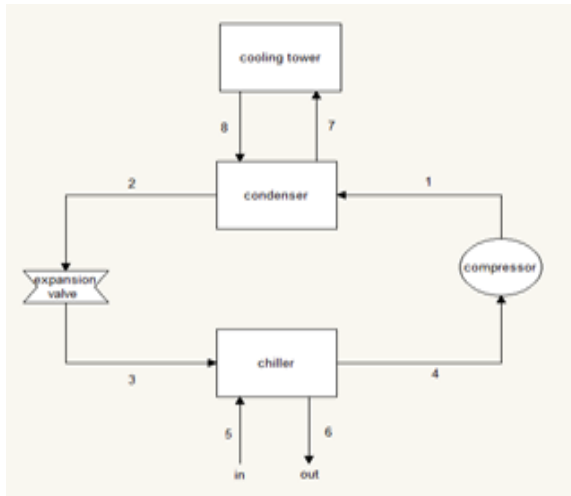 cooling tower
8
7
2
condenser
1
expansion
valve
compressor
chiller
3
4
5
6
in
out